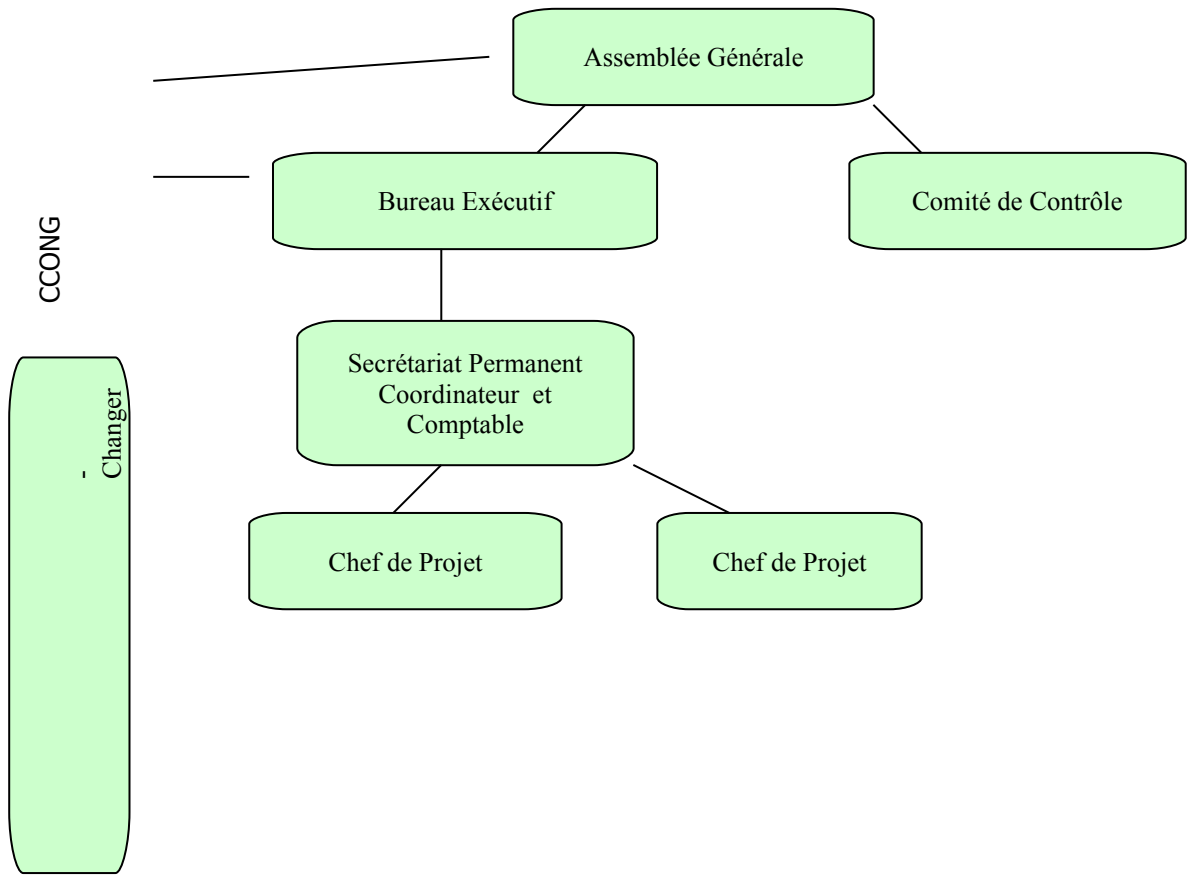 Assemblée Générale
Bureau Exécutif
Comité de Contrôle
CCONG
Secrétariat Permanent
Coordinateur et
Comptable
-
Changer
Chef de Projet
Chef de Projet